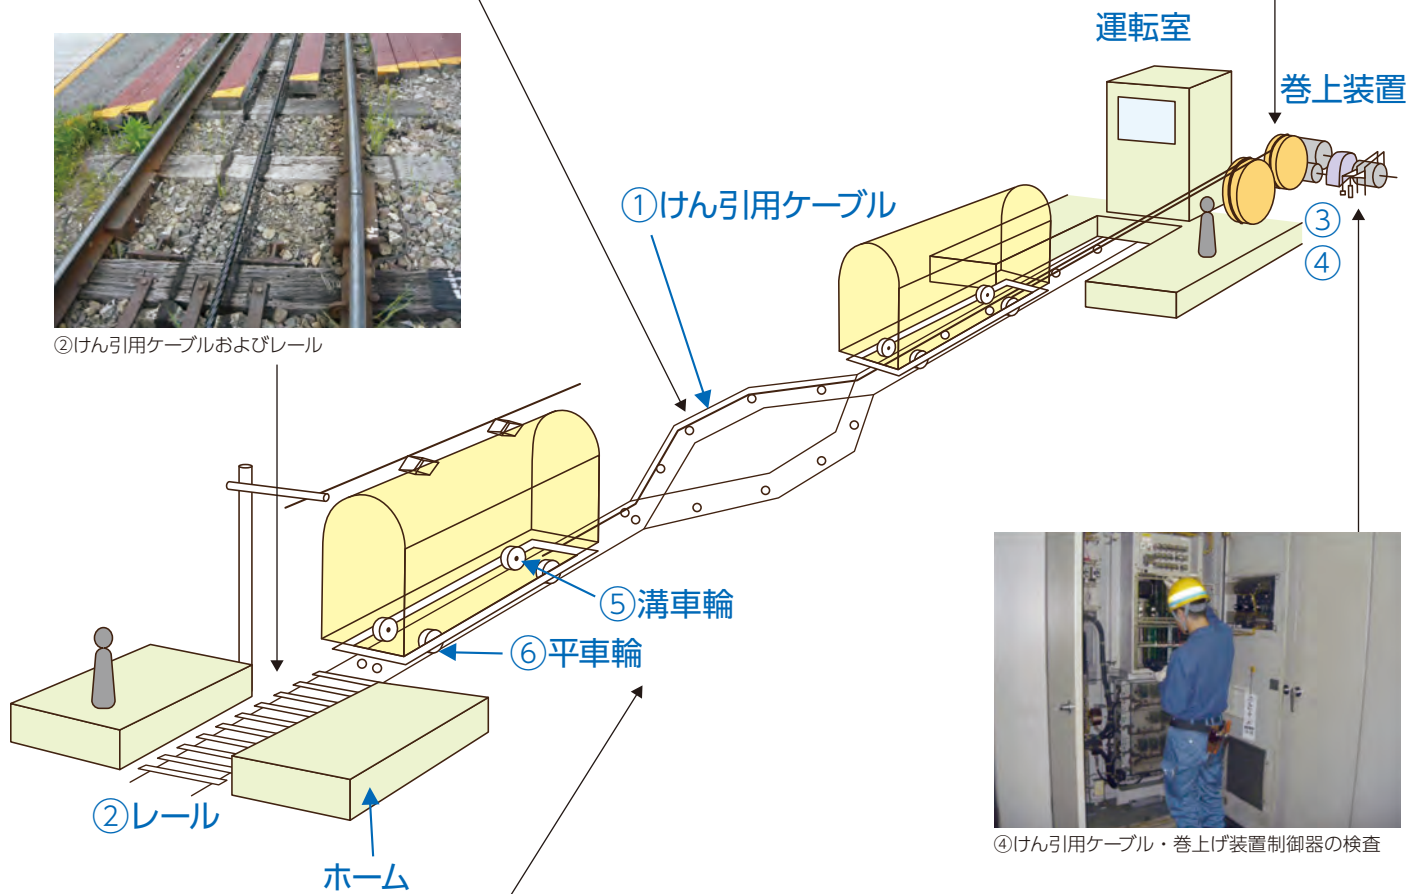 運転室
巻上装置
①けん引用ケーブル
③
④
②けん引用ケーブルおよびレール
⑤溝車輪
⑥平車輪
②レール
ホーム
④けん引用ケーブル・巻上げ装置制御器の検査